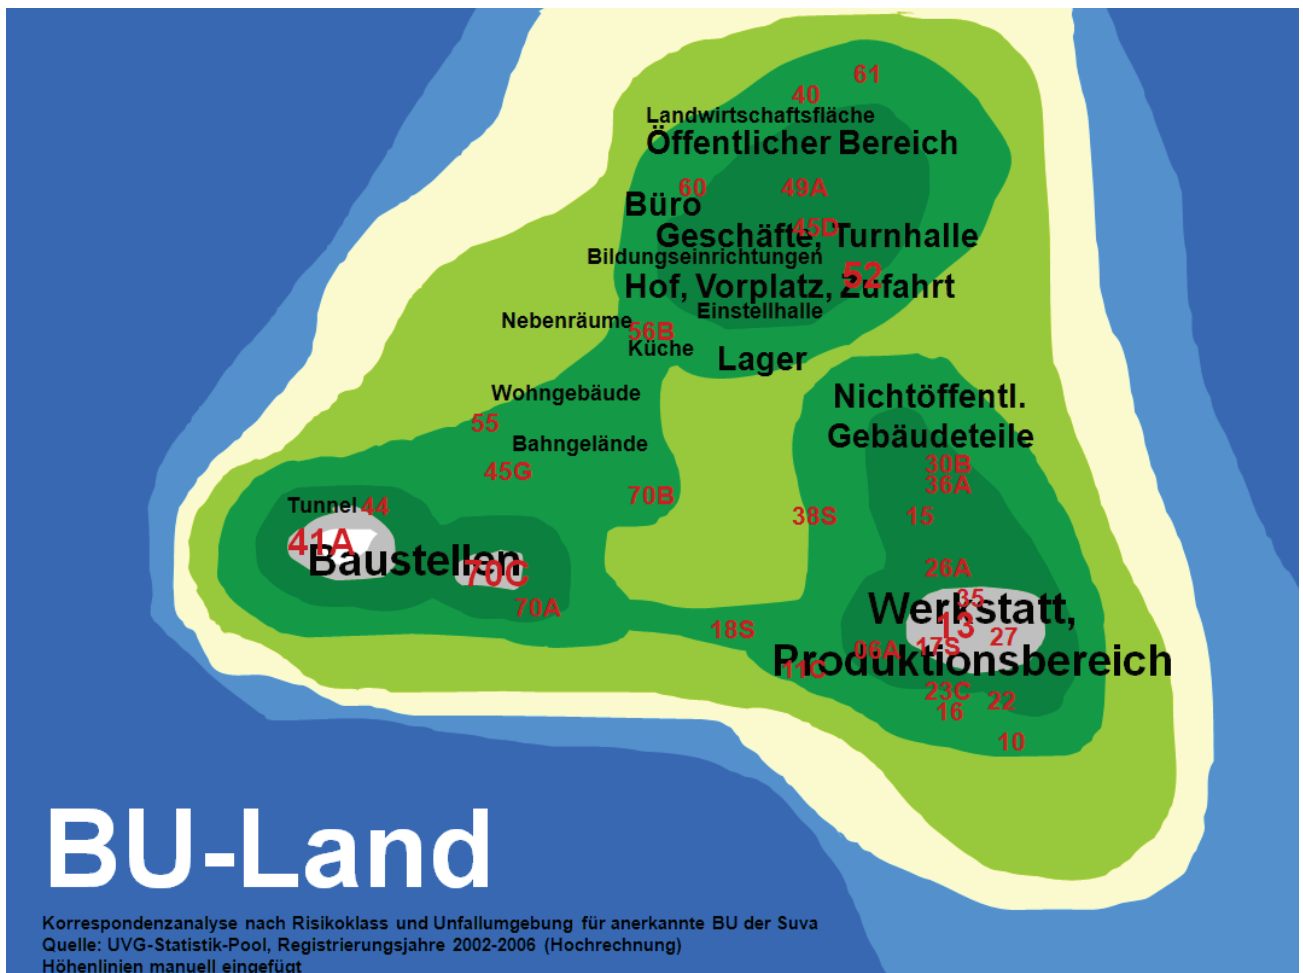 61
40
Landwirtschaftsfläche
Öffentlicher Bereich
60 49A
Büro
45D
Geschäfte, Turnhalle
Bildungseinrichtungen
52
Hof, Vorplatz, Zufahrt
Einstellhalle
Nebenräume
56B
Küche
Lager
Wohngebäude
Nichtöffentl.
Gebäudeteile
55
Bahngelände
30B
45G
36A
70B
Tunnel 44
38S 15
41A
Baustellen
70C
26A
35
70A
Werkstatt,
13
18S
27
17S
06A
Produktionsbereich
11C
23C
22
16
10
BU-Land
Korrespondenzanalyse nach Risikoklass und Unfallumgebung für anerkannte BU der Suva
Quelle: UVG-Statistik-Pool, Registrierungsjahre 2002-2006 (Hochrechnung)
Höhenlinien manuell eingefügt